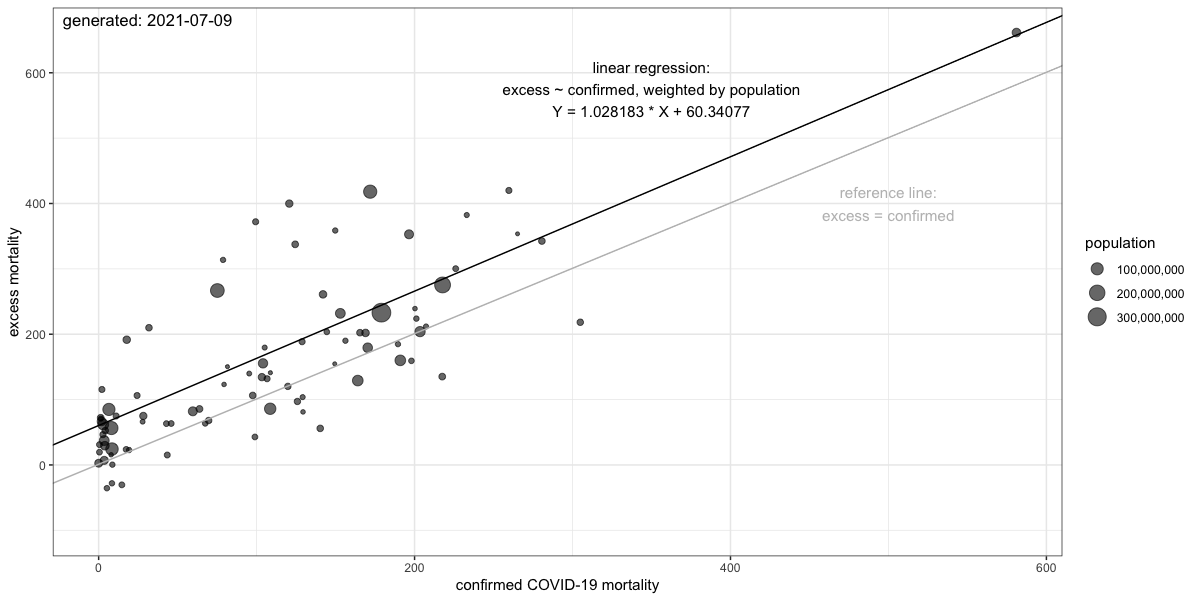 generated: 2021-07-09
linear regression:
excess ~ confirmed, weighted by population
Y = 1.028183 * X + 60.34077
reference line:
excess = confirmed
excess mortality
600
400
200
0
0
200
400
600
confirmed COVID-19 mortality
population
100,000,000
200,000,000
300,000,000